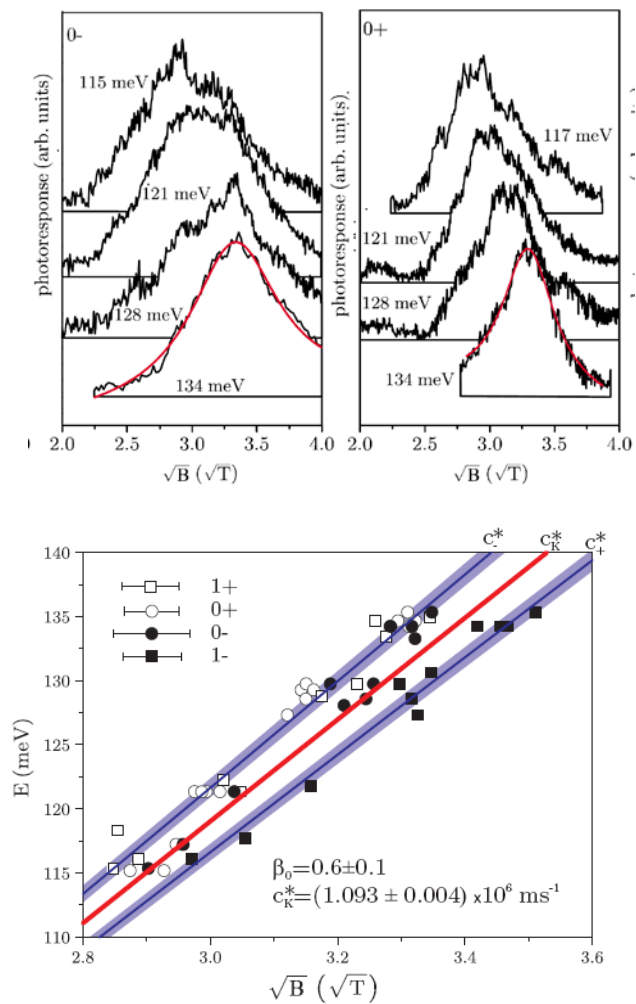 0-
photoresponse (arb. units)
115 meV
121 meV
128 meV
134 meV
2.0 2.5 3.0 3.5 4.0
√B (√T)
0+
photoresponse (arb. units)
117 meV
121 meV
128 meV
134 meV
2.0 2.5 3.0 3.5 4.0
√B (√T)
c*₋ c*K c*₊
E (meV)
140
135
130
125
120
115
110
1+
0+
0-
1-
β₀=0.6±0.1
c*K=(1.093 ± 0.004) x10⁶ ms⁻¹
2.8 3.0 3.2 3.4 3.6
√B (√T)